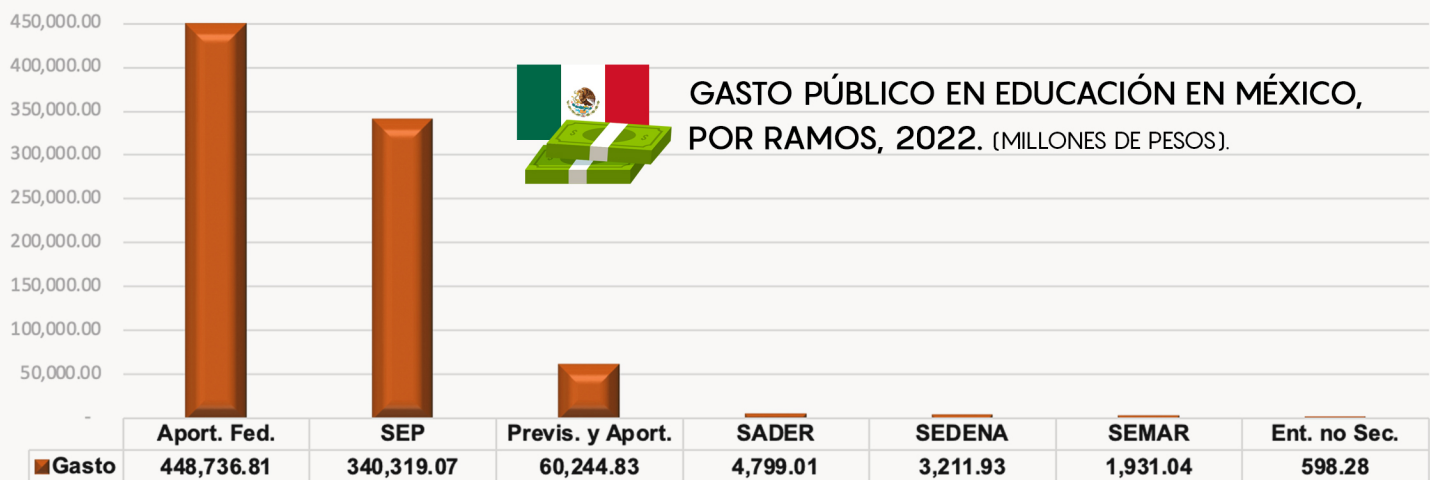 450,000.00
400,000.00
350,000.00
300,000.00
250,000.00
200,000.00
150,000.00
100,000.00
50,000.00
-
GASTO PÚBLICO EN EDUCACIÓN EN MÉXICO,
POR RAMOS, 2022. (MILLONES DE PESOS).
Aport. Fed. SEP Previs. y Aport. SADER SEDENA SEMAR Ent. no Sec.
Gasto 448,736.81 340,319.07 60,244.83 4,799.01 3,211.93 1,931.04 598.28